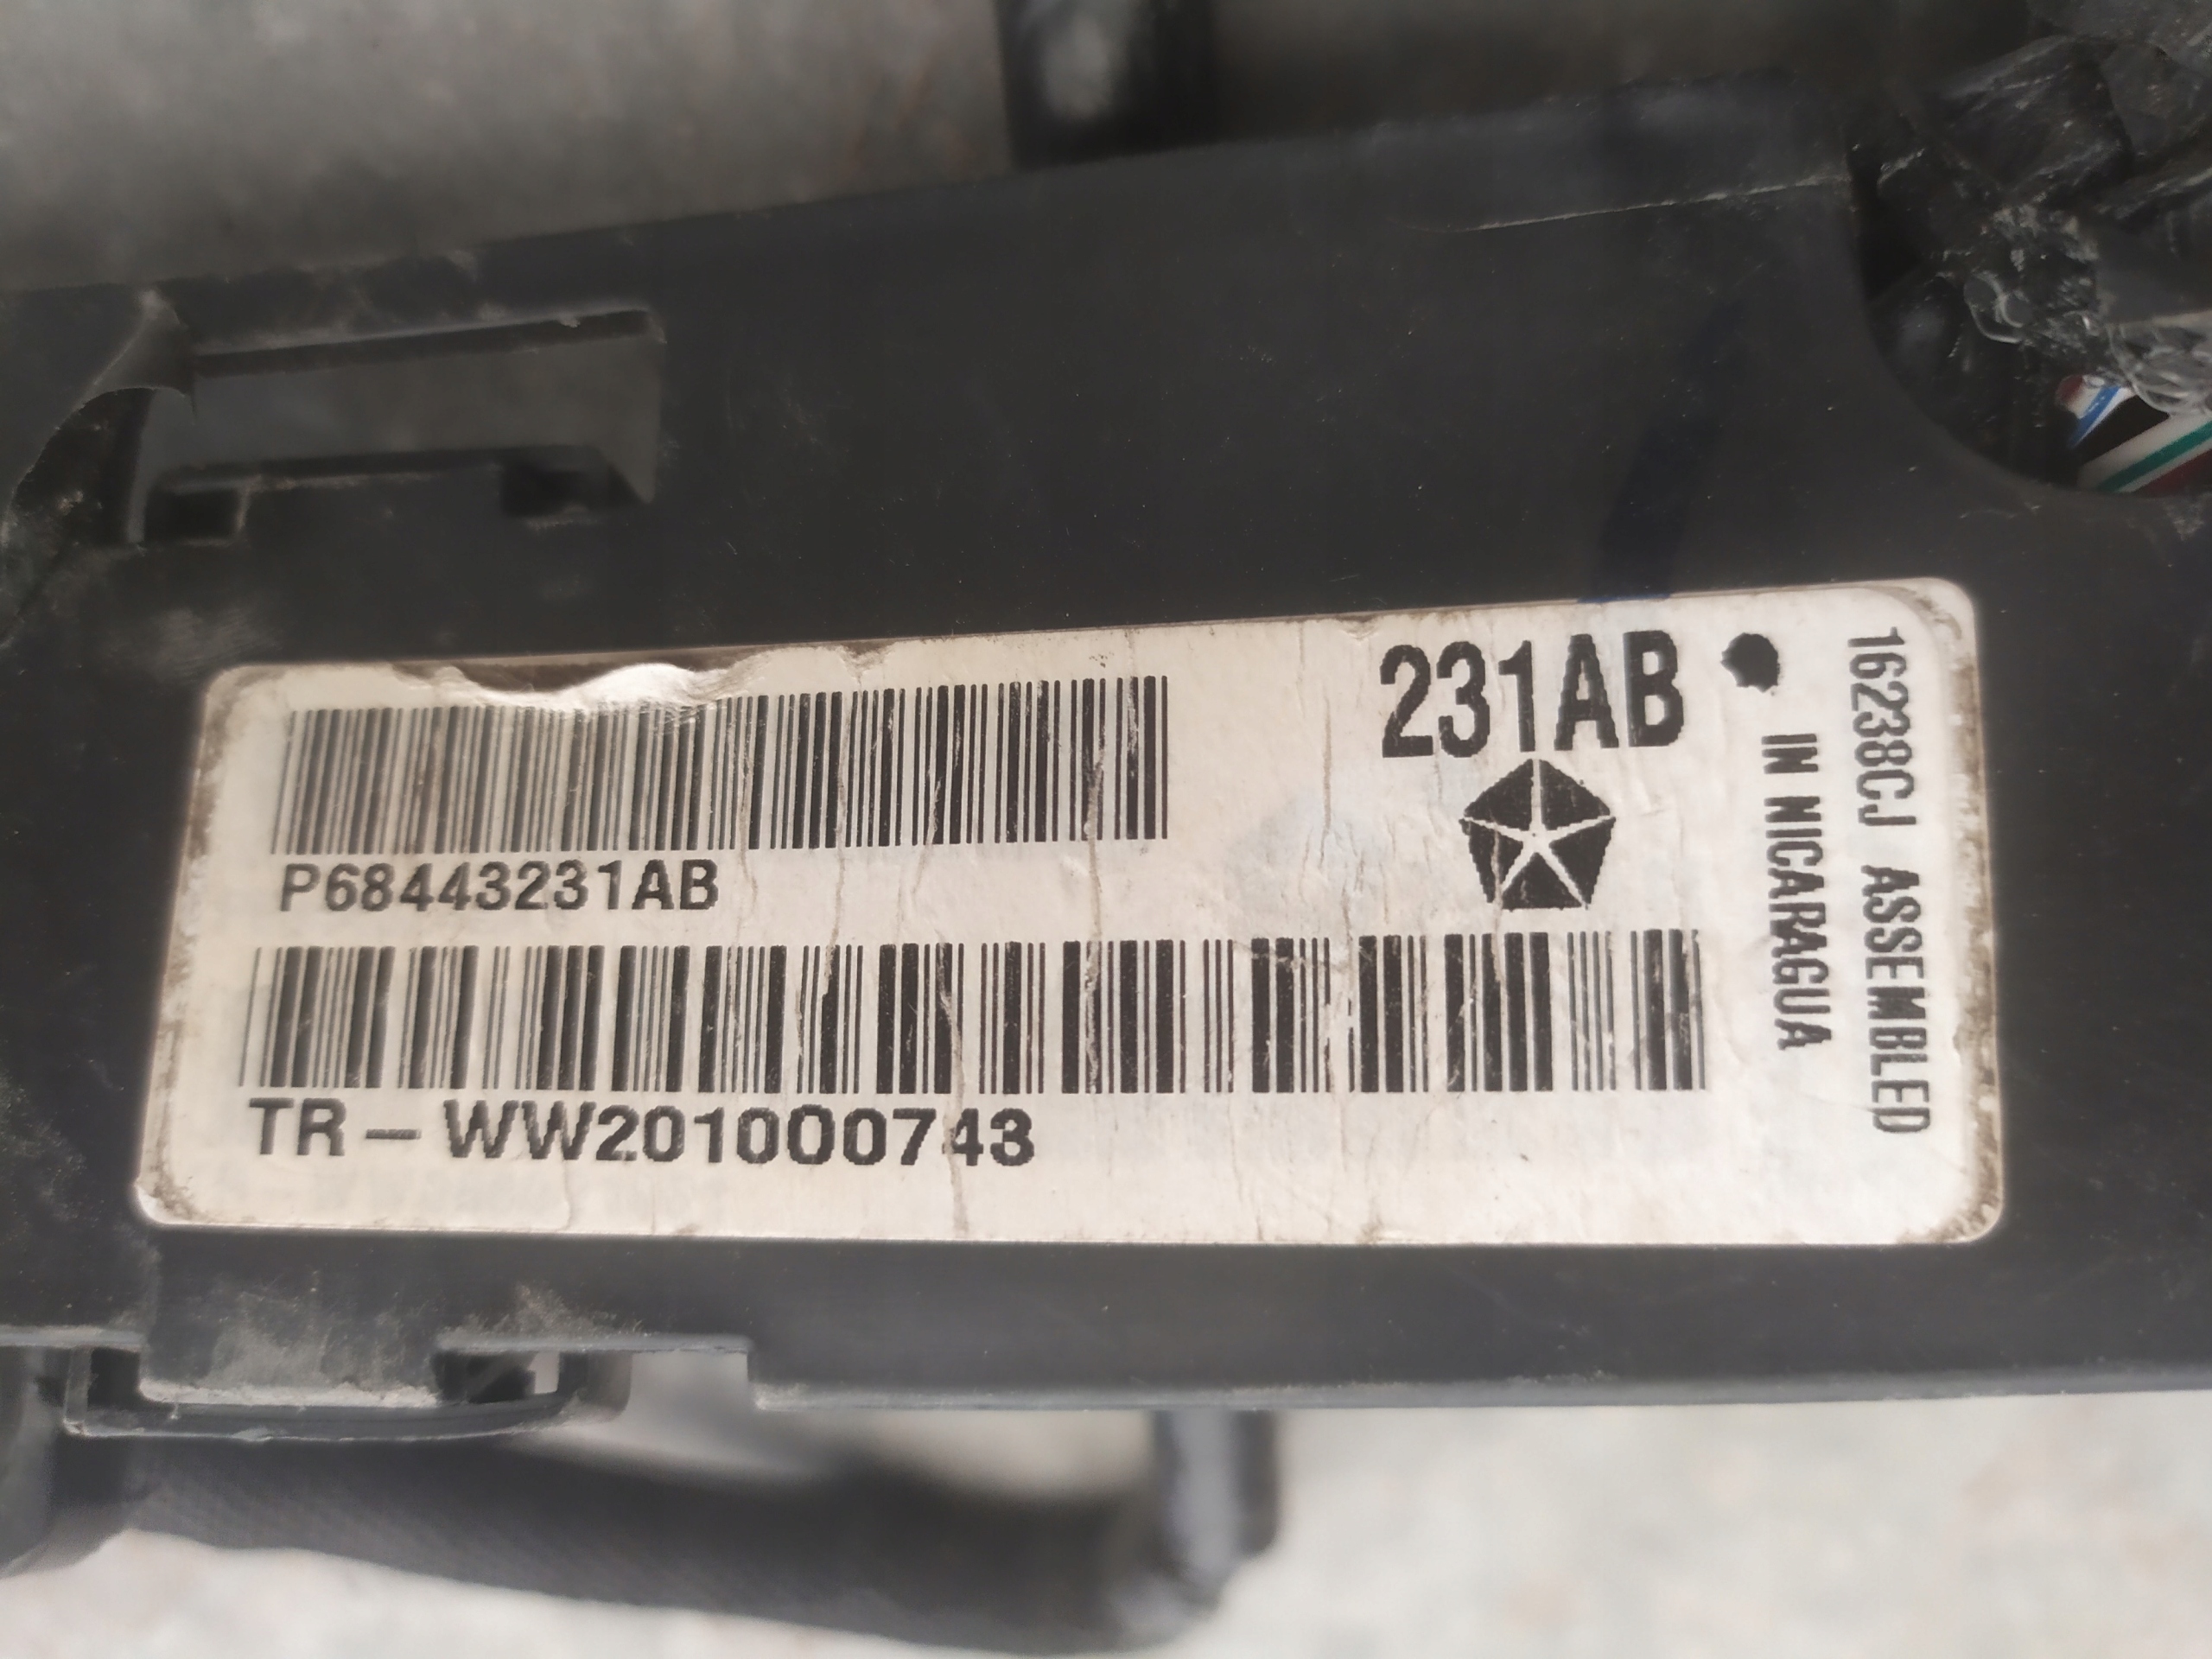 231AB
P68443231AB
TR-WW201000743
16238CJ ASSEMBLED
IN NICARAGUA